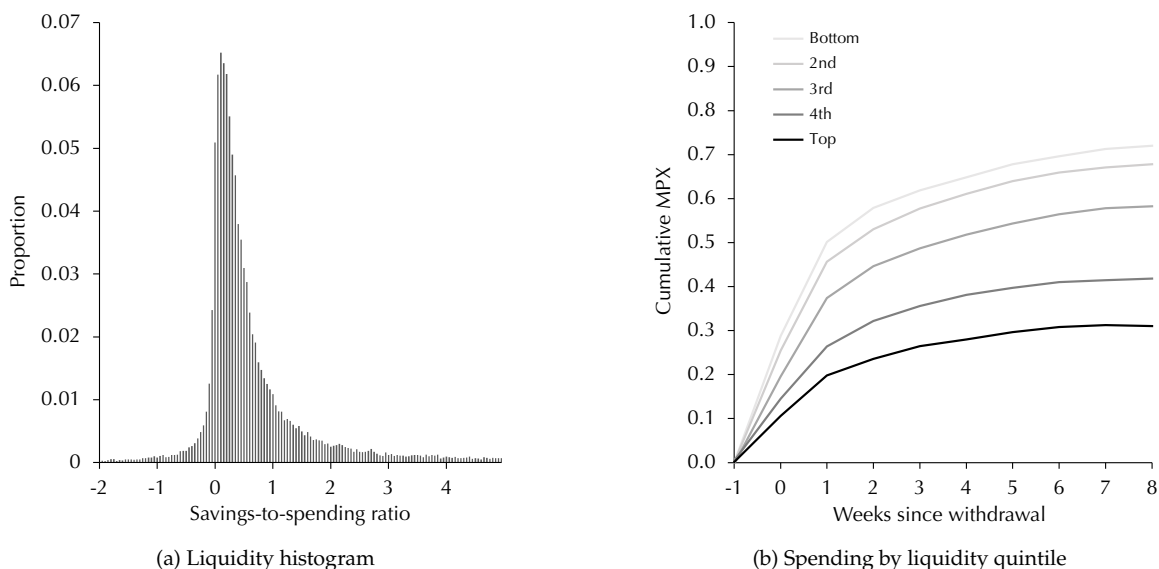 0.07
0.06
0.05
0.04
0.03
0.02
0.01
0
Proportion
-2 -1 0 1 2 3 4
Savings-to-spending ratio
(a) Liquidity histogram
1.0
0.9
0.8
0.7
0.6
0.5
0.4
0.3
0.2
0.1
0.0
Cumulative MPX
Bottom
2nd
3rd
4th
Top
-1 0 1 2 3 4 5 6 7 8
Weeks since withdrawal
(b) Spending by liquidity quintile